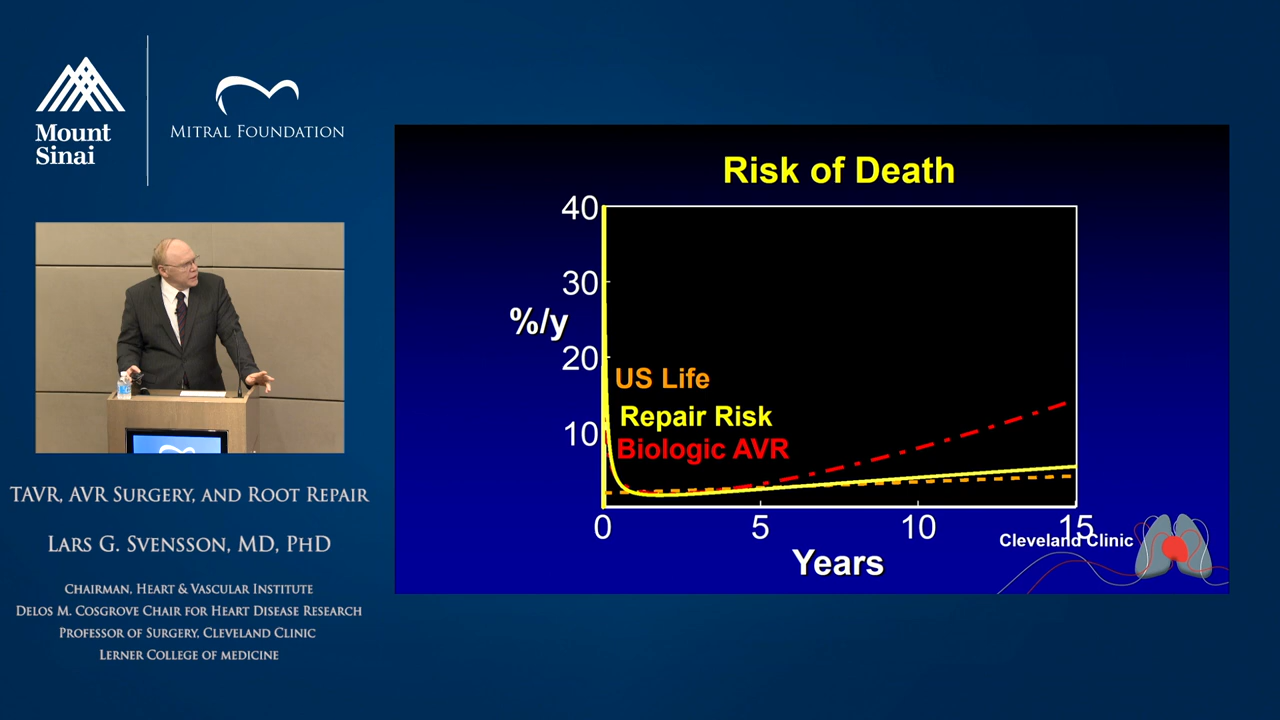 Mount
Sinai
MITRAL FOUNDATION
TAVR, AVR SURGERY, AND ROOT REPAIR
LARS G. SVENSSON, MD, PHD
CHAIRMAN, HEART & VASCULAR INSTITUTE
DELOS M. COSGROVE CHAIR FOR HEART DISEASE RESEARCH
PROFESSOR OF SURGERY, CLEVELAND CLINIC
LERNER COLLEGE OF MEDICINE
Risk of Death
40
30
%/y
20
US Life
Repair Risk
10
Biologic AVR
0 5 10 15
Years
Cleveland Clinic